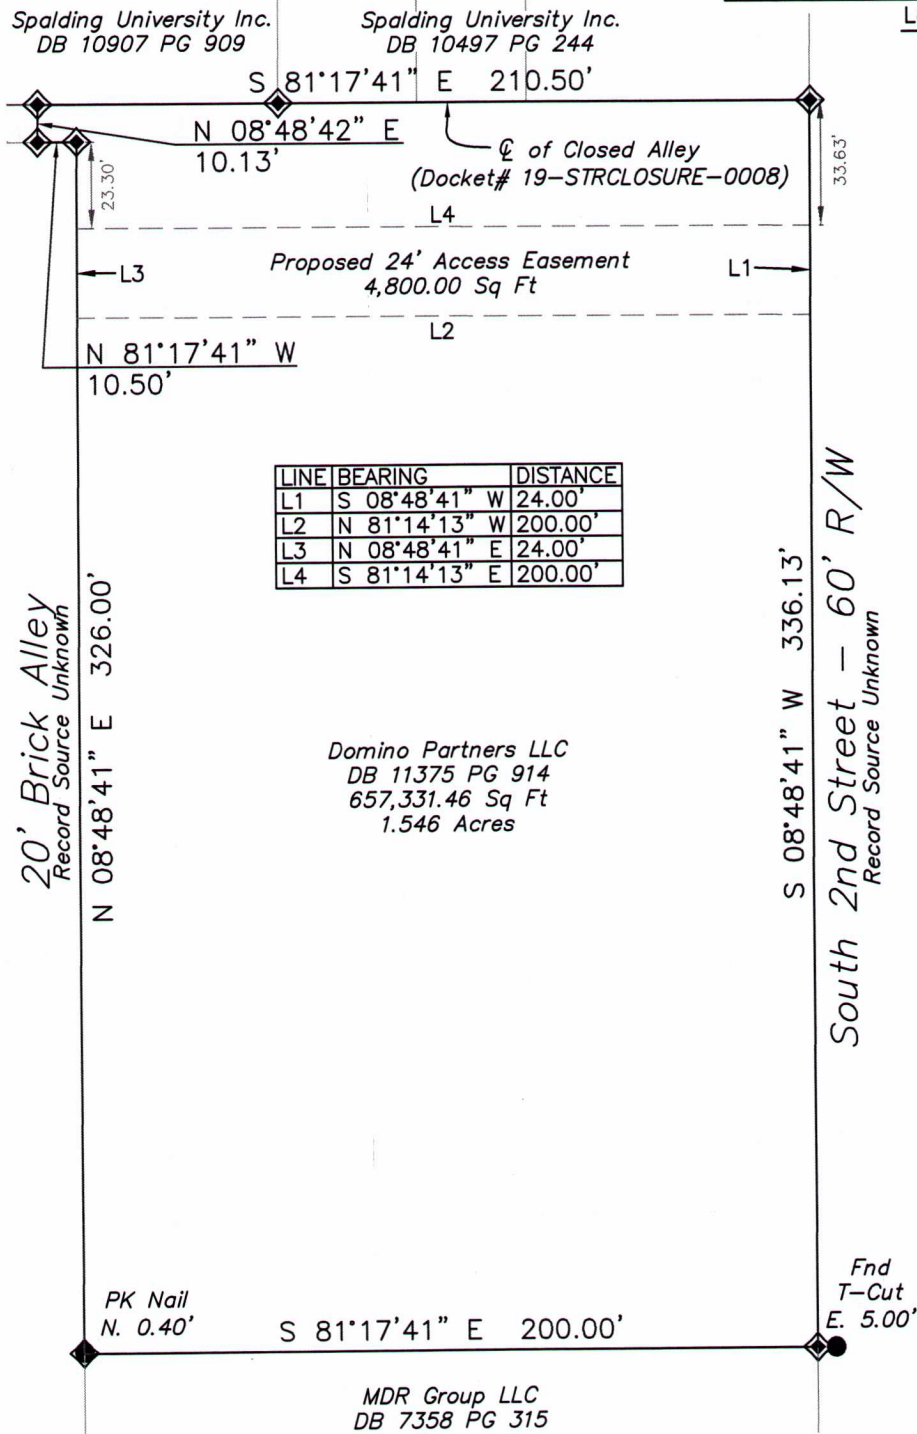 Spalding University Inc.
DB 10907 PG 909
Spalding University Inc.
DB 10497 PG 244
S 81°17'41" E 210.50'
N 08°48'42" E
10.13'
℄ of Closed Alley
(Docket# 19-STRCLOSURE-0008)
23.30'
33.63'
L4
Proposed 24' Access Easement
4,800.00 Sq Ft
L3
L1
L2
N 81°17'41" W
10.50'
LINE BEARING DISTANCE
L1 S 08°48'41" W 24.00'
L2 N 81°14'13" W 200.00'
L3 N 08°48'41" E 24.00'
L4 S 81°14'13" E 200.00'
20' Brick Alley
Record Source Unknown
N 08°48'41" E 326.00'
S 08°48'41" W 336.13'
South 2nd Street - 60' R/W
Record Source Unknown
Domino Partners LLC
DB 11375 PG 914
657,331.46 Sq Ft
1.546 Acres
PK Nail
N. 0.40'
S 81°17'41" E 200.00'
Fnd
T-Cut
E. 5.00'
MDR Group LLC
DB 7358 PG 315